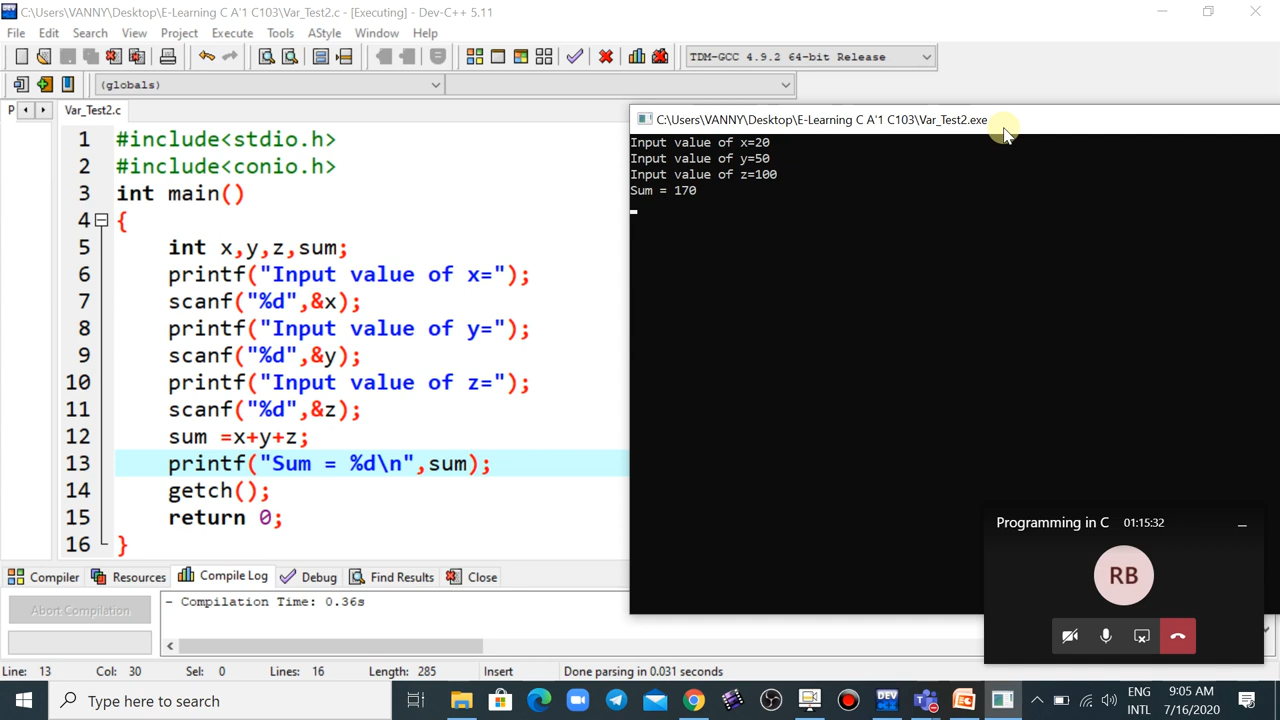 C:\Users\VANNY\Desktop\E-Learning C A'1 C103\Var_Test2.c - [Executing] - Dev-C++ 5.11
File Edit Search View Project Execute Tools AStyle Window Help
TDM-GCC 4.9.2 64-bit Release
(globals)
P Var_Test2.c
1 #include<stdio.h>
2 #include<conio.h>
3 int main()
4 {
5 int x,y,z,sum;
6 printf("Input value of x=");
7 scanf("%d",&x);
8 printf("Input value of y=");
9 scanf("%d",&y);
10 printf("Input value of z=");
11 scanf("%d",&z);
12 sum =x+y+z;
13 printf("Sum = %d\n",sum);
14 getch();
15 return 0;
16 }
C:\Users\VANNY\Desktop\E-Learning C A'1 C103\Var_Test2.exe
Input value of x=20
Input value of y=50
Input value of z=100
Sum = 170
Programming in C 01:15:32
RB
Compiler Resources Compile Log Debug Find Results Close
Abort Compilation
- Compilation Time: 0.36s
Line: 13 Col: 30 Sel: 0 Lines: 16 Length: 285 Insert Done parsing in 0.031 seconds
Type here to search
DEV
ENG
INTL
9:05 AM
7/16/2020